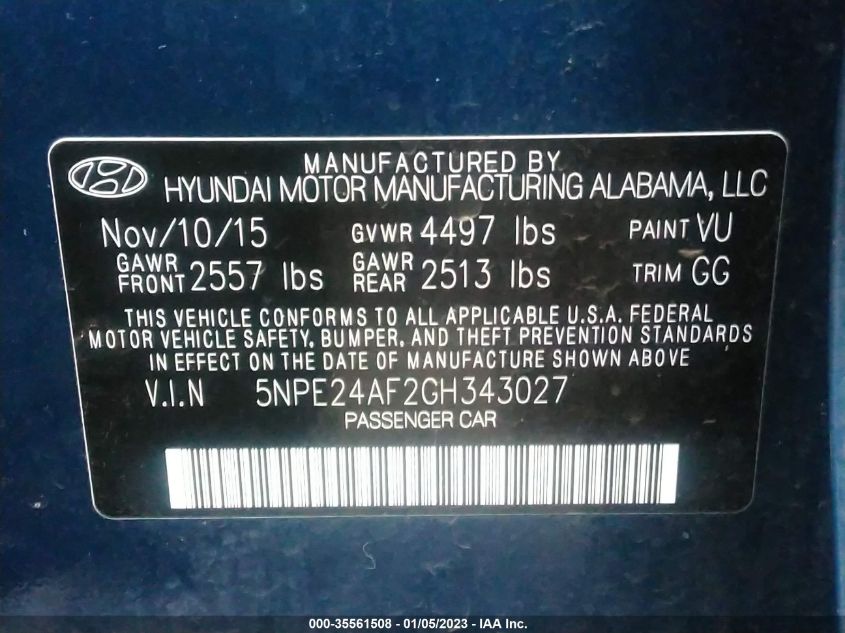 MANUFACTURED BY
HYUNDAI MOTOR MANUFACTURING ALABAMA, LLC
Nov/10/15 GVWR 4497 lbs PAINT VU
GAWR FRONT 2557 lbs GAWR REAR 2513 lbs TRIM GG
THIS VEHICLE CONFORMS TO ALL APPLICABLE U.S.A. FEDERAL
MOTOR VEHICLE SAFETY, BUMPER, AND THEFT PREVENTION STANDARDS
IN EFFECT ON THE DATE OF MANUFACTURE SHOWN ABOVE
V.I.N 5NPE24AF2GH343027
PASSENGER CAR
000-35561508 - 01/05/2023 - IAA Inc.